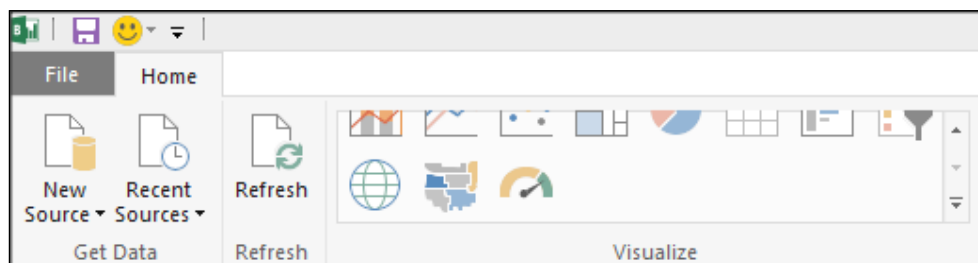 File Home
New Recent Refresh
Source Sources
Get Data Refresh Visualize